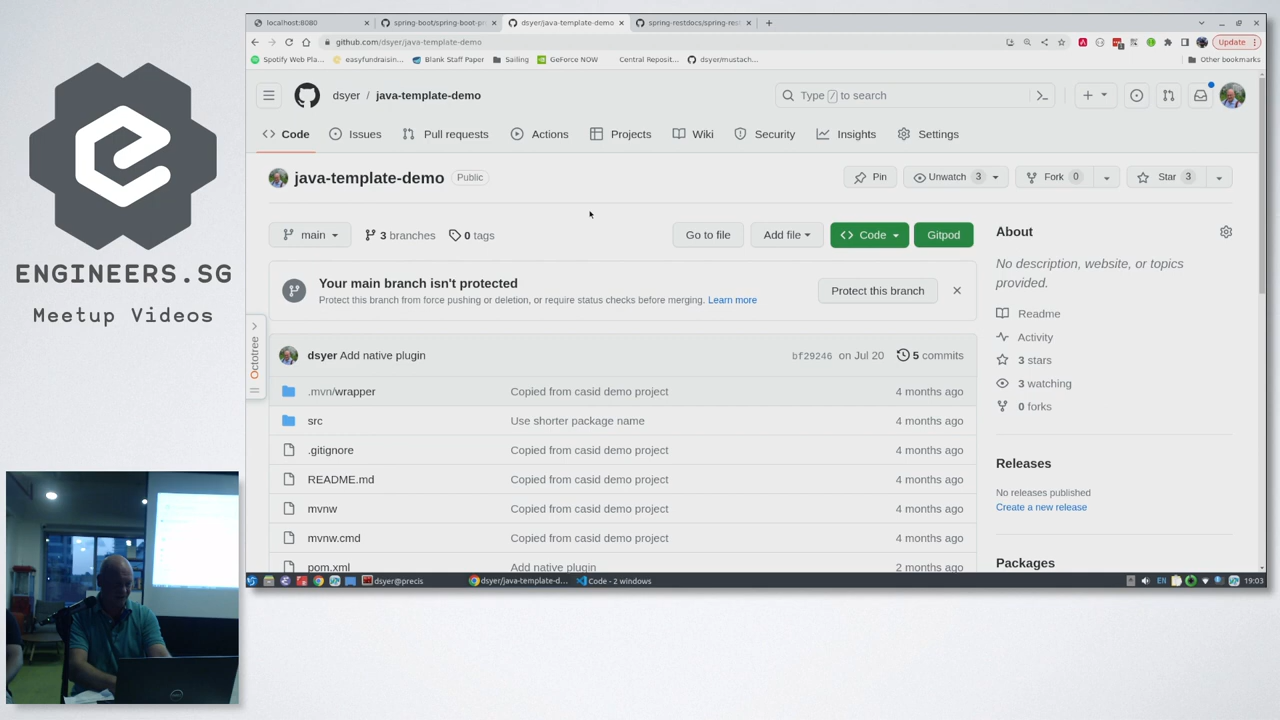 ENGINEERS.SG
Meetup Videos
localhost:8080
spring-boot/spring-boot-pr
dsyer/java-template-demo
spring-restdocs/spring-rest
github.com/dsyer/java-template-demo
Update
Spotify Web Pla...
easyfundraisin...
Blank Staff Paper
Sailing
GeForce NOW
Central Reposit...
dsyer/mustach...
Other bookmarks
dsyer / java-template-demo
Type / to search
Code
Issues
Pull requests
Actions
Projects
Wiki
Security
Insights
Settings
java-template-demo Public
Pin
Unwatch 3
Fork 0
Star 3
main
3 branches
0 tags
Go to file
Add file
Code
Gitpod
Your main branch isn't protected
Protect this branch from force pushing or deletion, or require status checks before merging. Learn more
Protect this branch
Octotree
dsyer Add native plugin bf29246 on Jul 20 5 commits
.mvn/wrapper Copied from casid demo project 4 months ago
src Use shorter package name 4 months ago
.gitignore Copied from casid demo project 4 months ago
README.md Copied from casid demo project 4 months ago
mvnw Copied from casid demo project 4 months ago
mvnw.cmd Copied from casid demo project 4 months ago
pom.xml Add native plugin 2 months ago
About
No description, website, or topics
provided.
Readme
Activity
3 stars
3 watching
0 forks
Releases
No releases published
Create a new release
Packages
dsyer@precis
dsyer/java-template-d...
Code - 2 windows
EN
19:03